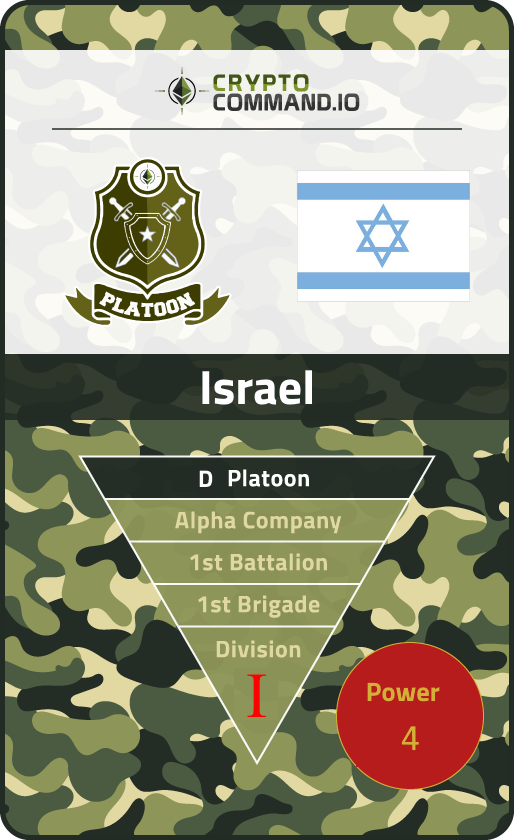 CRYPTO
COMMAND.IO
PLATOON
Israel
D Platoon
Alpha Company
1st Battalion
1st Brigade
Division
I
Power
4